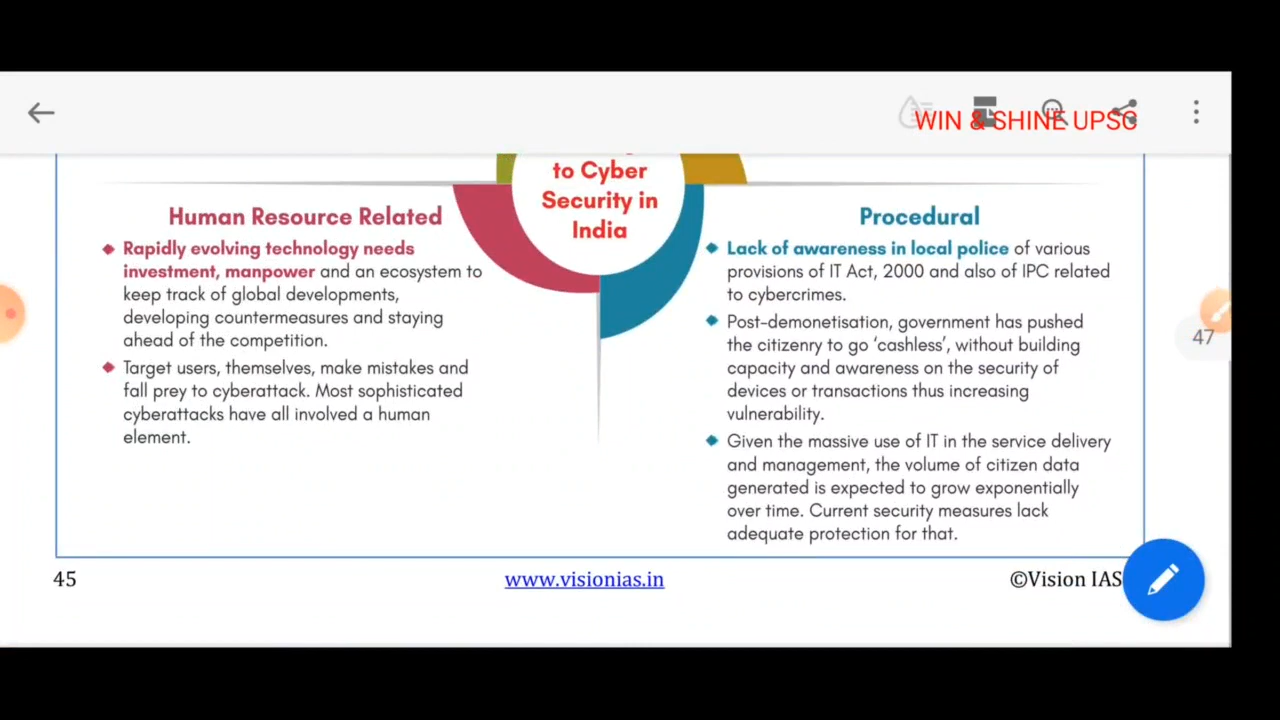 WIN & SHINE UPSC
to Cyber
Security in
India
Human Resource Related
Rapidly evolving technology needs
investment, manpower and an ecosystem to
keep track of global developments,
developing countermeasures and staying
ahead of the competition.
Target users, themselves, make mistakes and
fall prey to cyberattack. Most sophisticated
cyberattacks have all involved a human
element.
Procedural
Lack of awareness in local police of various
provisions of IT Act, 2000 and also of IPC related
to cybercrimes.
Post-demonetisation, government has pushed
the citizenry to go ‘cashless’, without building
capacity and awareness on the security of
devices or transactions thus increasing
vulnerability.
Given the massive use of IT in the service delivery
and management, the volume of citizen data
generated is expected to grow exponentially
over time. Current security measures lack
adequate protection for that.
47
45
www.visionias.in
©Vision IAS